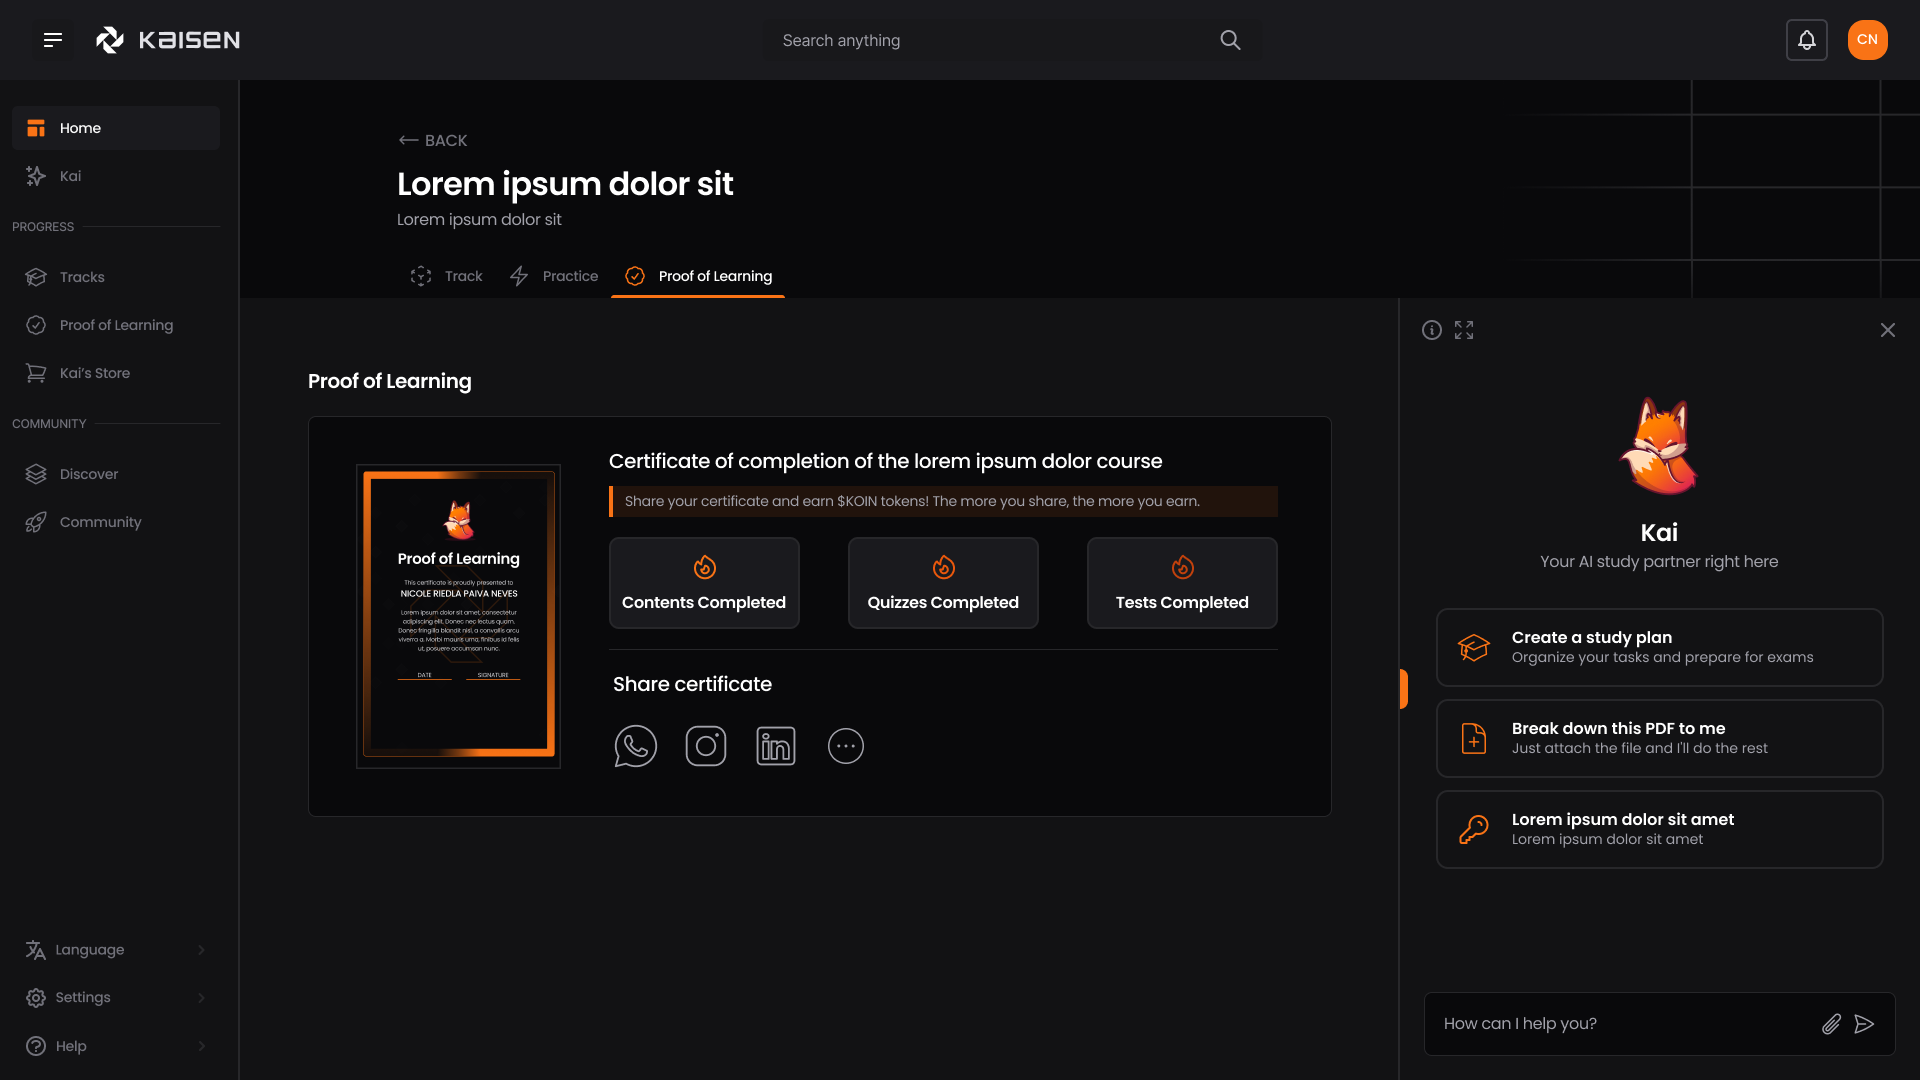 KAISEN
Search anything
CN
Home
Kai
PROGRESS
Tracks
Proof of Learning
Kai's Store
COMMUNITY
Discover
Community
Language
Settings
Help
BACK
Lorem ipsum dolor sit
Lorem ipsum dolor sit
Track
Practice
Proof of Learning
Proof of Learning
Proof of Learning
This certificate is proudly presented to
NICOLE RIEDLA PAIVA NEVES
Lorem ipsum dolor sit amet, consectetur
adipiscing elit. Donec nec lectus quam.
Donec fringilla blandit nisl, a convallis arcu
viverra a. Morbi mauris urna, finibus id felis
ut, posuere accumsan nunc.
DATE
SIGNATURE
Certificate of completion of the lorem ipsum dolor course
Share your certificate and earn $KOIN tokens! The more you share, the more you earn.
Contents Completed
Quizzes Completed
Tests Completed
Share certificate
in
Kai
Your AI study partner right here
Create a study plan
Organize your tasks and prepare for exams
Break down this PDF to me
Just attach the file and I'll do the rest
Lorem ipsum dolor sit amet
Lorem ipsum dolor sit amet
How can I help you?